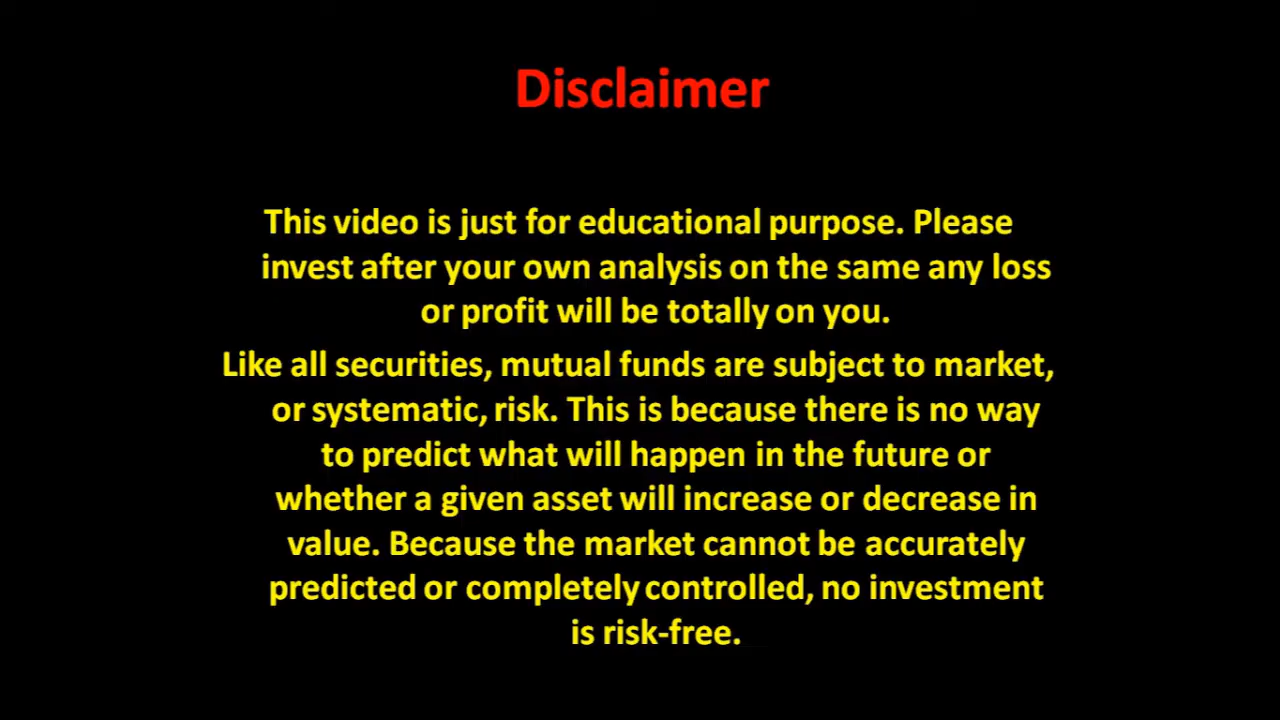 Disclaimer
This video is just for educational purpose. Please
invest after your own analysis on the same any loss
or profit will be totally on you.
Like all securities, mutual funds are subject to market,
or systematic, risk. This is because there is no way
to predict what will happen in the future or
whether a given asset will increase or decrease in
value. Because the market cannot be accurately
predicted or completely controlled, no investment
is risk-free.